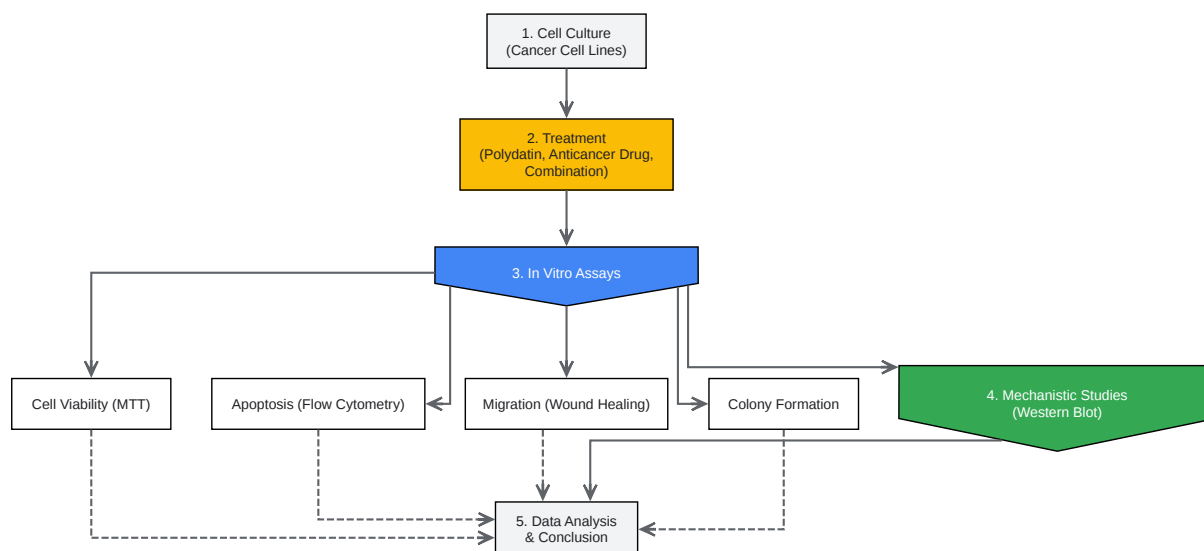 1. Cell Culture
(Cancer Cell Lines)
2. Treatment
(Polydatin, Anticancer Drug,
Combination)
3. In Vitro Assays
Cell Viability (MTT)
Apoptosis (Flow Cytometry)
Migration (Wound Healing)
Colony Formation
4. Mechanistic Studies
(Western Blot)
5. Data Analysis
& Conclusion